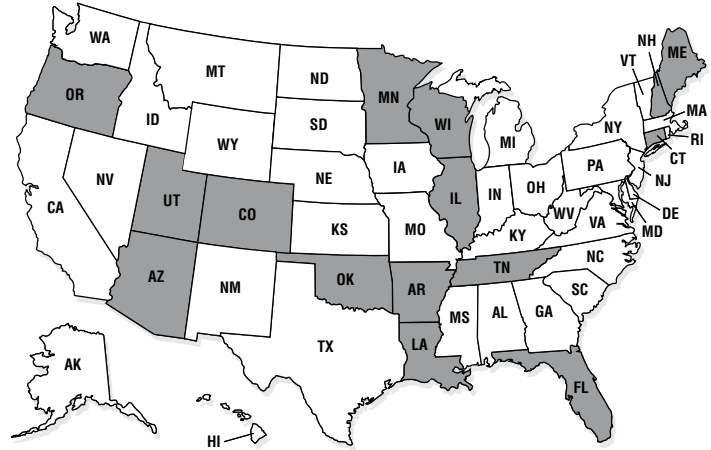 WA
OR
CA
NV
ID
MT
WY
UT
CO
AZ
NM
ND
SD
NE
KS
OK
TX
MN
IA
MO
AR
LA
WI
IL
MI
IN
OH
KY
TN
MS
AL
GA
FL
SC
NC
VA
WV
PA
NY
VT
NH
ME
MA
RI
CT
NJ
DE
MD
AK
HI